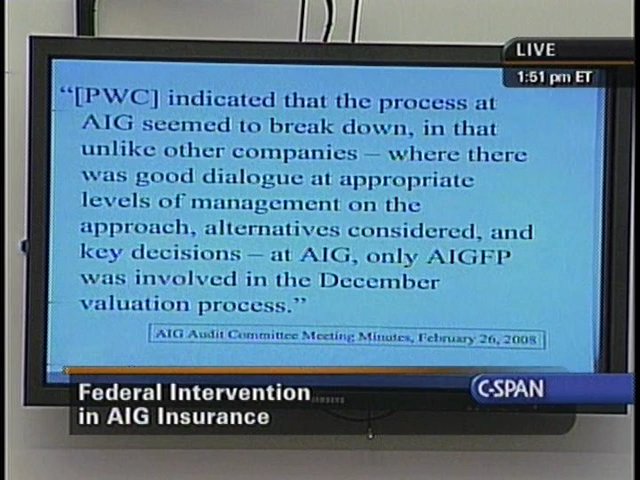 LIVE
1:51 pm ET
“[PWC] indicated that the process at
AIG seemed to break down, in that
unlike other companies – where there
was good dialogue at appropriate
levels of management on the
approach, alternatives considered, and
key decisions – at AIG, only AIGFP
was involved in the December
valuation process.”
AIG Audit Committee Meeting Minutes, February 26, 2008
Federal Intervention
in AIG Insurance
C-SPAN
SAMSUNG